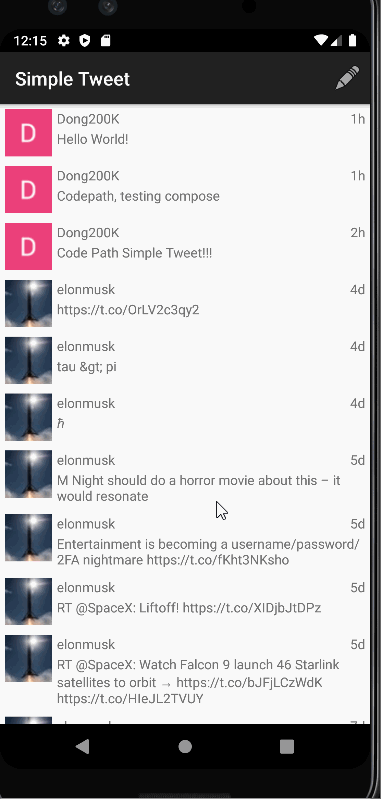 12:15
Simple Tweet
D
Dong200K 1h
Hello World!
D
Dong200K 1h
Codepath, testing compose
D
Dong200K 2h
Code Path Simple Tweet!!!
elonmusk 4d
https://t.co/OrLV2c3qy2
elonmusk 4d
tau &gt; pi
elonmusk 4d
ℏ
elonmusk 5d
M Night should do a horror movie about this – it
would resonate
elonmusk 5d
Entertainment is becoming a username/password/
2FA nightmare https://t.co/fKht3NKsho
elonmusk 5d
RT @SpaceX: Liftoff! https://t.co/XIDjbJtDPz
elonmusk 5d
RT @SpaceX: Watch Falcon 9 launch 46 Starlink
satellites to orbit → https://t.co/bJFjLCzWdK
https://t.co/HIeJL2TVUY